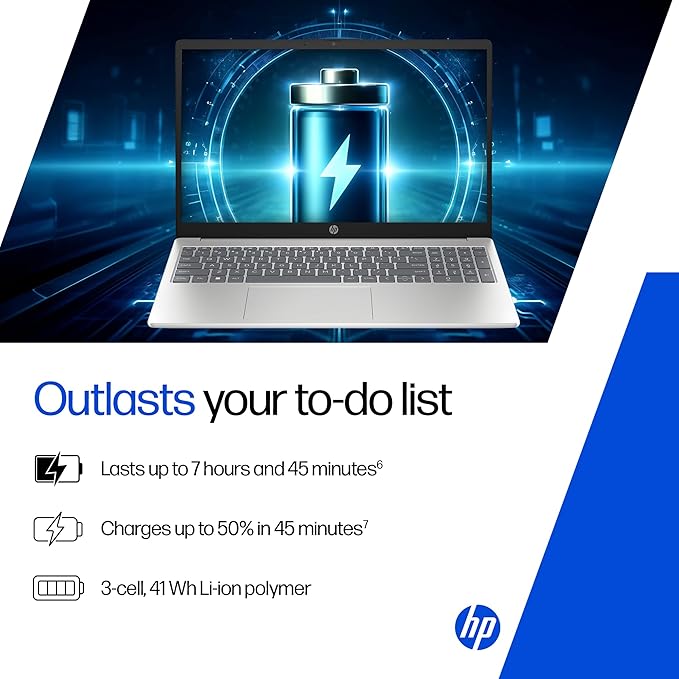 hp
Outlasts your to-do list
Lasts up to 7 hours and 45 minutes⁶
Charges up to 50% in 45 minutes⁷
3-cell, 41 Wh Li-ion polymer
hp